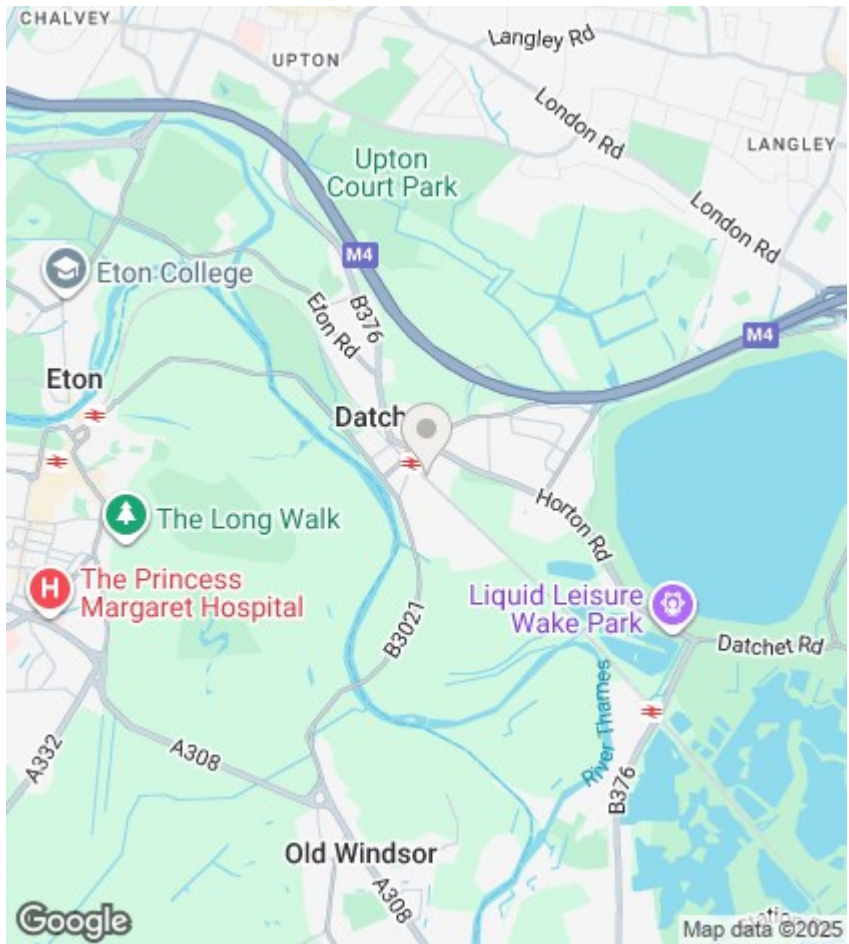 CHALVEY
UPTON
Langley Rd
London Rd
LANGLEY
Upton
Court Park
London Rd
M4
Eton College
B376
Eton Rd
M4
Eton
Datch
The Long Walk
Horton Rd
The Princess
Margaret Hospital
Liquid Leisure
Wake Park
B3021
Datchet Rd
River Thames
A332
A308
B376
Old Windsor
A308
Google
Map data ©2025